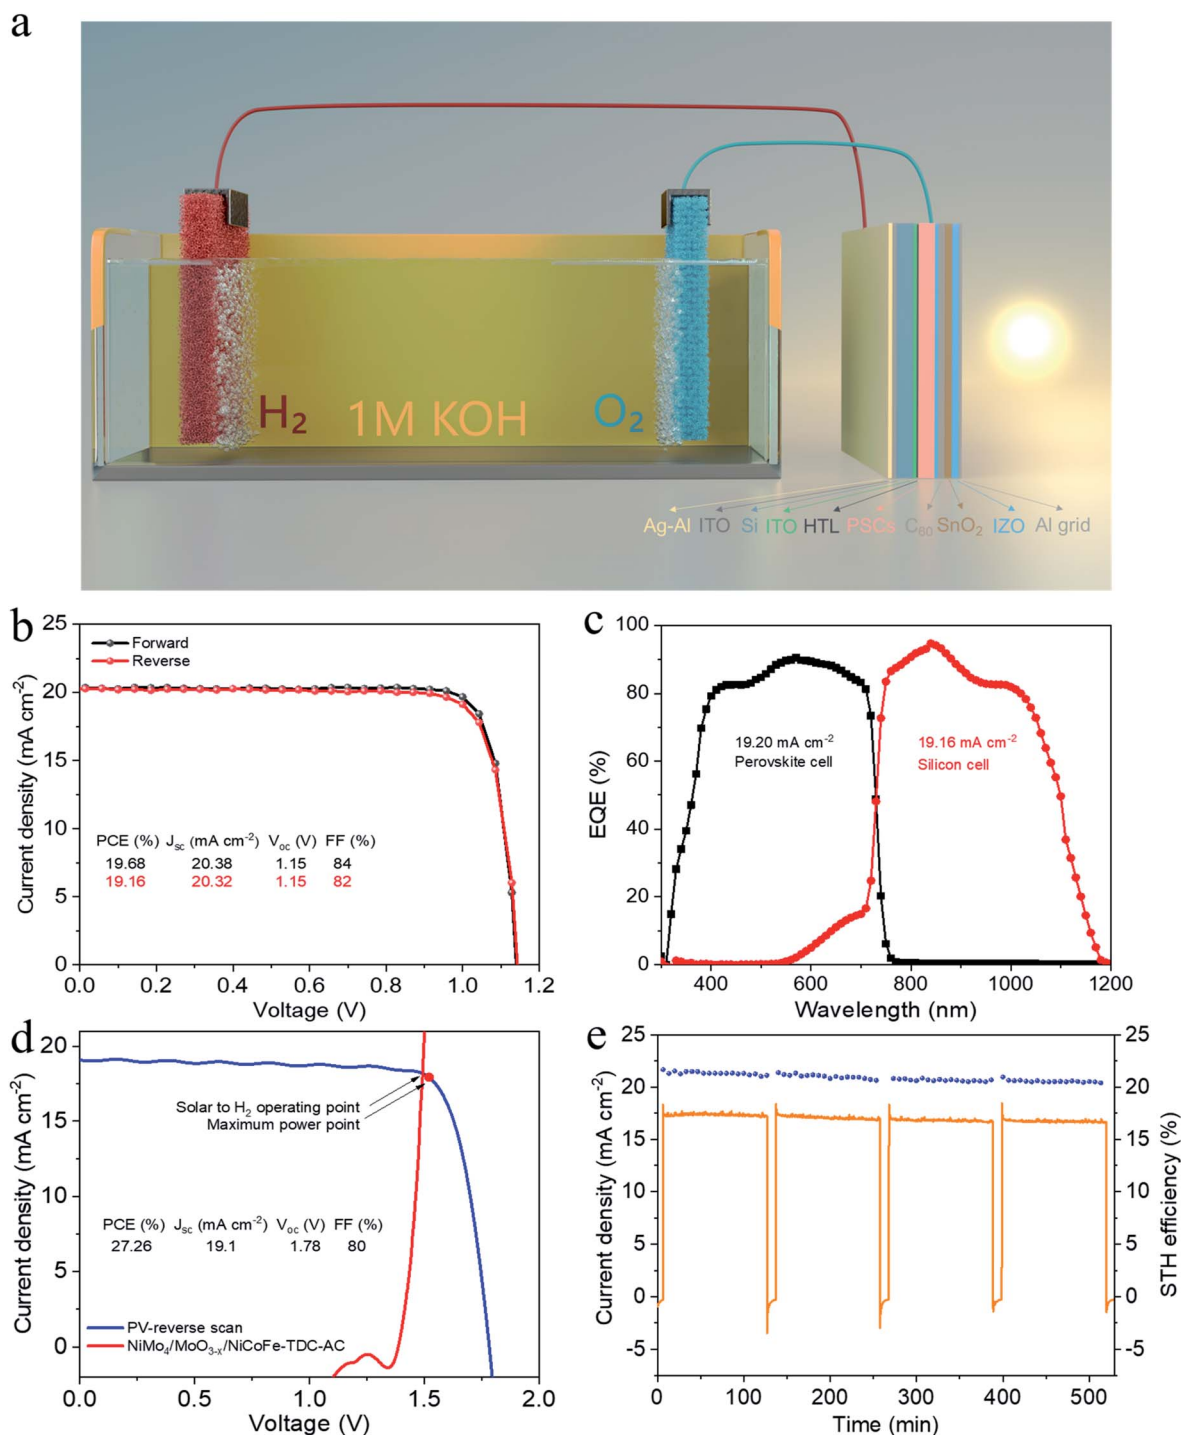 a
H₂
1M KOH
O₂
Ag-Al ITO Si ITO HTL PSCs C₆₀ SnO₂ IZO Al grid
b
Forward
Reverse
PCE (%) Jsc (mA cm⁻²) Voc (V) FF (%)
19.68 20.38 1.15 84
19.16 20.32 1.15 82
Current density (mA cm⁻²)
25
20
15
10
5
0
0.0 0.2 0.4 0.6 0.8 1.0 1.2
Voltage (V)
c
EQE (%)
100
80
60
40
20
0
19.20 mA cm⁻²
Perovskite cell
19.16 mA cm⁻²
Silicon cell
400 600 800 1000 1200
Wavelength (nm)
d
Current density (mA cm⁻²)
20
15
10
5
0
Solar to H₂ operating point
Maximum power point
PCE (%) Jsc (mA cm⁻²) Voc (V) FF (%)
27.26 19.1 1.78 80
PV-reverse scan
NiMo₄/MoO₃₋ₓ/NiCoFe-TDC-AC
0.0 0.5 1.0 1.5 2.0
Voltage (V)
e
Current density (mA cm⁻²)
25
20
15
10
5
0
-5
25
20
15
10
5
0
-5
STH efficiency (%)
0 100 200 300 400 500
Time (min)